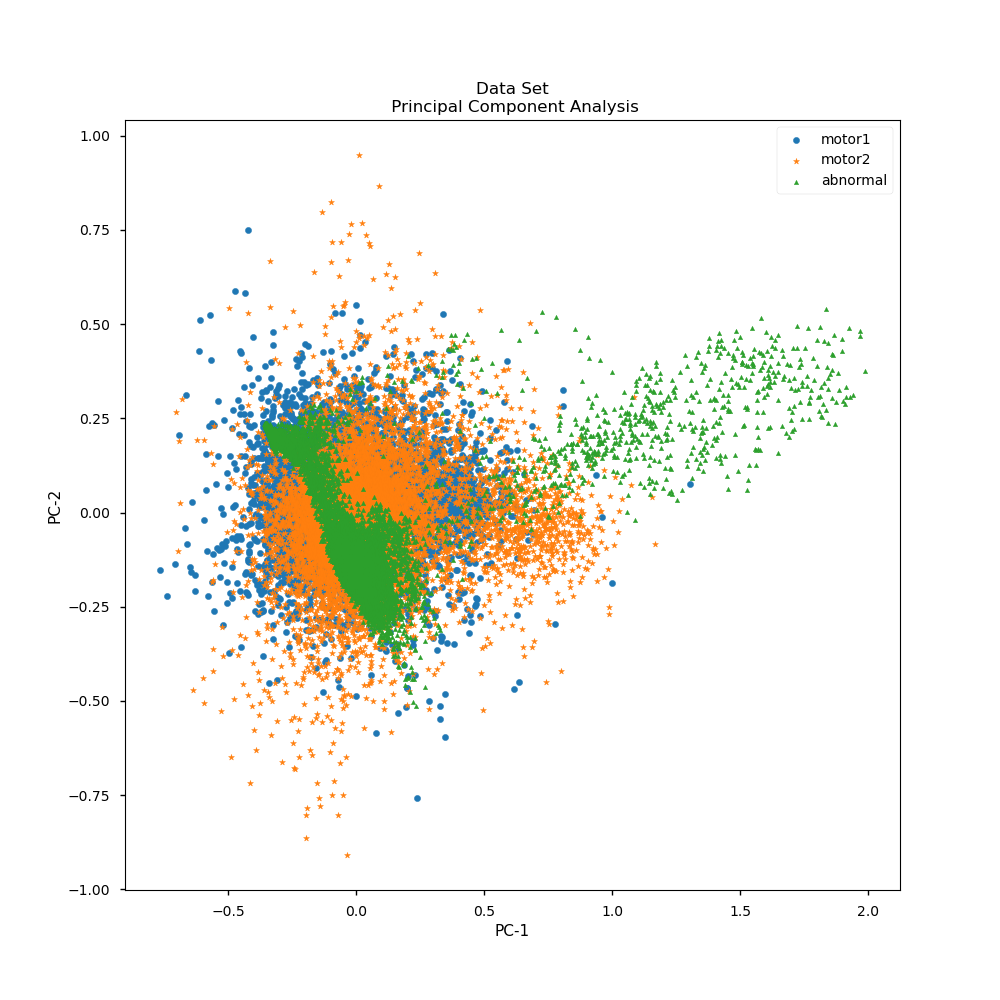 Data Set
Principal Component Analysis
motor1
motor2
abnormal
1.00
0.75
0.50
0.25
0.00
−0.25
−0.50
−0.75
−1.00
PC-2
−0.5
0.0
0.5
1.0
1.5
2.0
PC-1